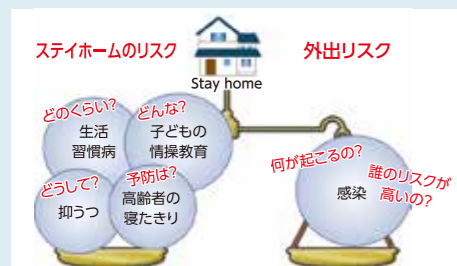 ステイホームのリスク
外出リスク
Stay home
どのくらい?
生活
習慣病
どんな?
子どもの
情操教育
どうして?
抑うつ
予防は?
高齢者の
寝たきり
何が起こるの?
感染
誰のリスクが
高いの?